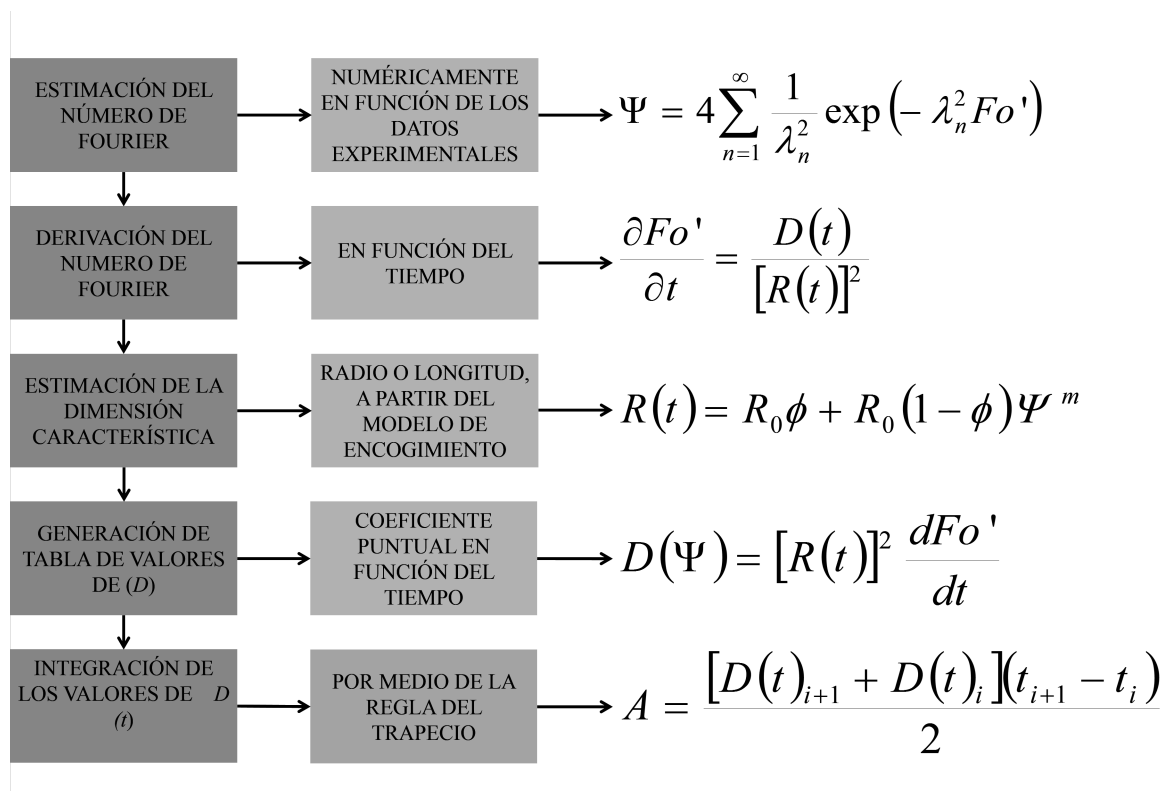 ESTIMACIÓN DEL
NÚMERO DE
FOURIER
NUMÉRICAMENTE
EN FUNCIÓN DE LOS
DATOS
EXPERIMENTALES
Ψ = 4 ∑_{n=1}^{∞} 1/λ_n^2 exp(− λ_n^2 Fo')
DERIVACIÓN DEL
NUMERO DE
FOURIER
EN FUNCIÓN DEL
TIEMPO
∂Fo'/∂t = D(t)/[R(t)]^2
ESTIMACIÓN DE LA
DIMENSIÓN
CARACTERÍSTICA
RADIO O LONGITUD,
A PARTIR DEL
MODELO DE
ENCOGIMIENTO
R(t) = R_0 ϕ + R_0 (1 − ϕ)Ψ^m
GENERACIÓN DE
TABLA DE VALORES
DE (D)
COEFICIENTE
PUNTUAL EN
FUNCIÓN DEL
TIEMPO
D(Ψ) = [R(t)]^2 dFo'/dt
INTEGRACIÓN DE
LOS VALORES DE D
(t)
POR MEDIO DE LA
REGLA DEL
TRAPECIO
A = [D(t)_{i+1} + D(t)_i](t_{i+1} − t_i)/2